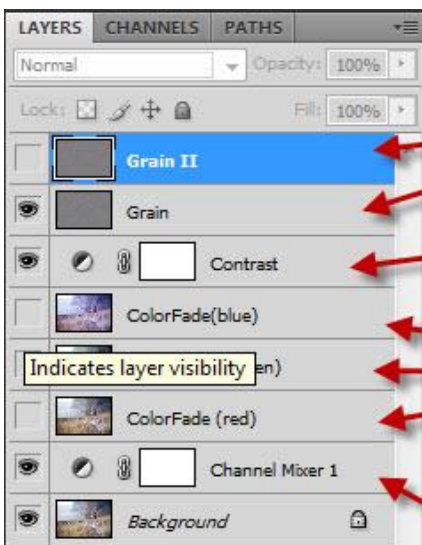 LAYERS CHANNELS PATHS
Normal Opacity: 100%
Lock: Fill: 100%
Grain II
Grain
Contrast
ColorFade(blue)
Indicates layer visibility en)
ColorFade (red)
Channel Mixer 1
Background